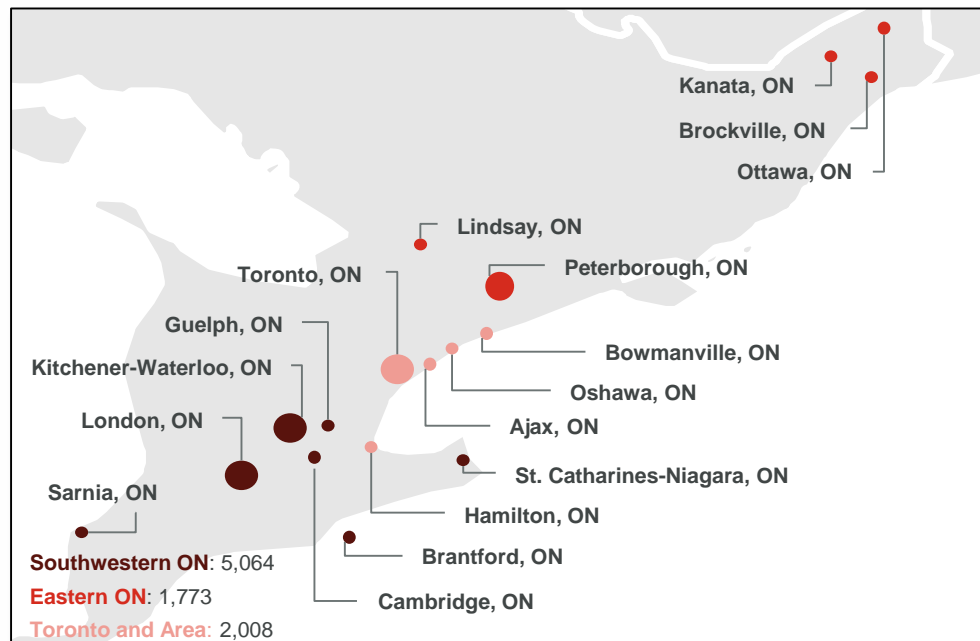 Kanata, ON
Brockville, ON
Ottawa, ON
Lindsay, ON
Toronto, ON
Peterborough, ON
Guelph, ON
Bowmanville, ON
Kitchener-Waterloo, ON
Oshawa, ON
London, ON
Ajax, ON
St. Catharines-Niagara, ON
Sarnia, ON
Hamilton, ON
Brantford, ON
Southwestern ON: 5,064
Eastern ON: 1,773
Cambridge, ON
Toronto and Area: 2,008